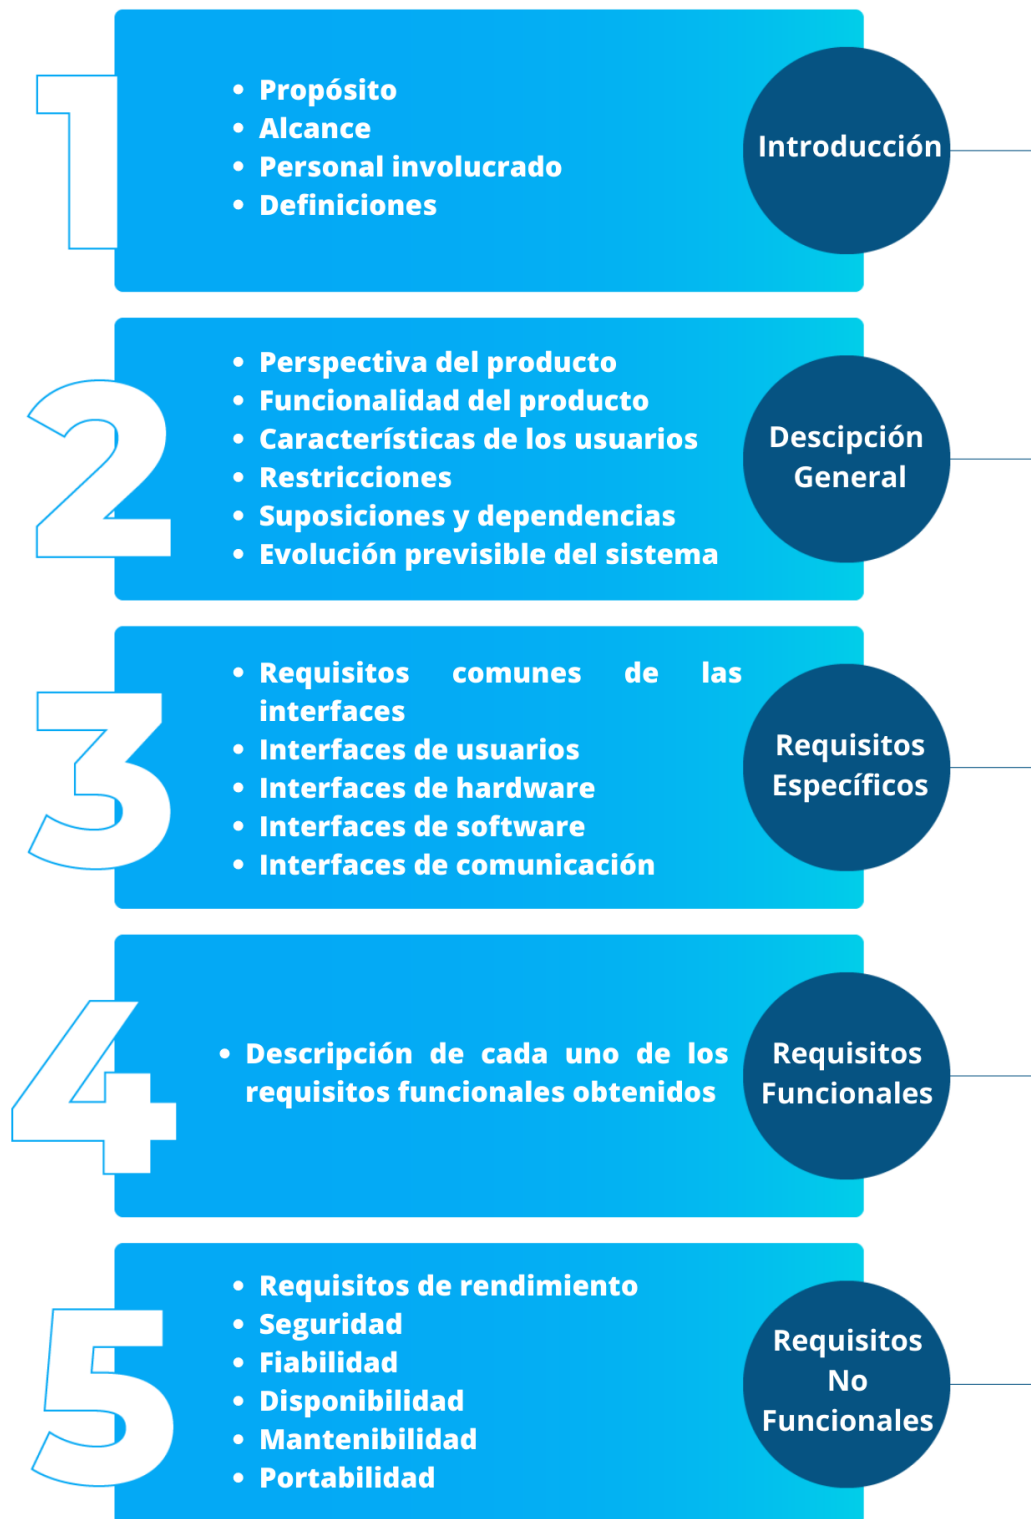 1
• Propósito
• Alcance
• Personal involucrado
• Definiciones
Introducción
2
• Perspectiva del producto
• Funcionalidad del producto
• Características de los usuarios
• Restricciones
• Suposiciones y dependencias
• Evolución previsible del sistema
Descipción
General
3
• Requisitos comunes de las
interfaces
• Interfaces de usuarios
• Interfaces de hardware
• Interfaces de software
• Interfaces de comunicación
Requisitos
Específicos
4
• Descripción de cada uno de los
requisitos funcionales obtenidos
Requisitos
Funcionales
5
• Requisitos de rendimiento
• Seguridad
• Fiabilidad
• Disponibilidad
• Mantenibilidad
• Portabilidad
Requisitos
No
Funcionales